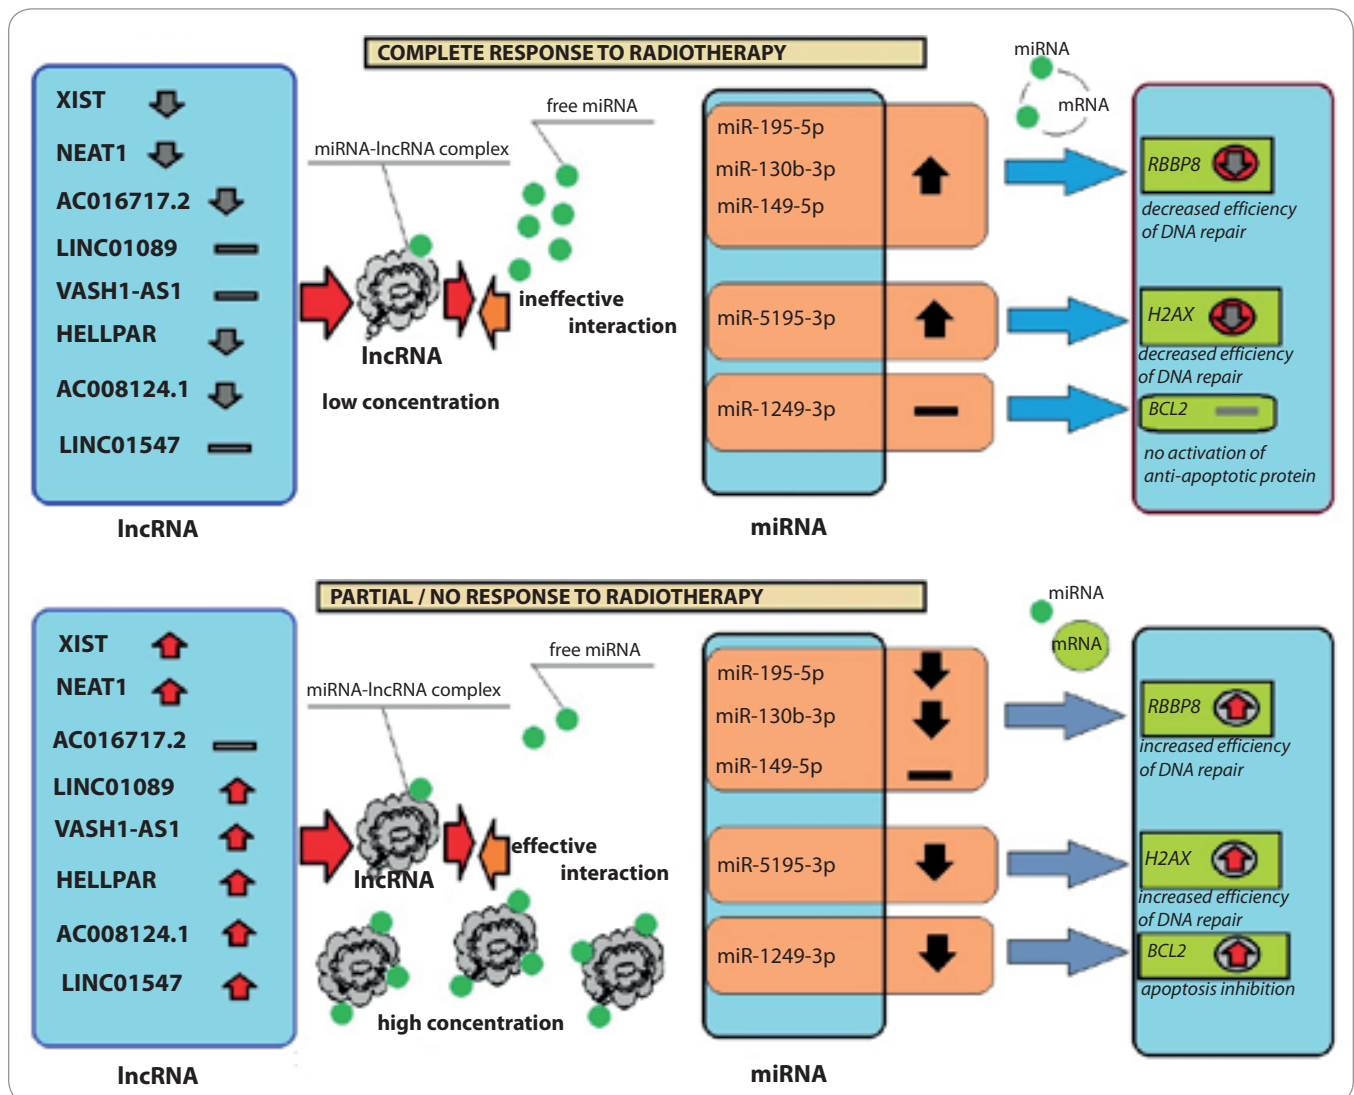 COMPLETE RESPONSE TO RADIOTHERAPY
XIST
NEAT1
AC016717.2
LINC01089
VASH1-AS1
HELLPAR
AC008124.1
LINC01547
lncRNA
miRNA-lncRNA complex
free miRNA
ineffective
interaction
lncRNA
low concentration
miR-195-5p
miR-130b-3p
miR-149-5p
miR-5195-3p
miR-1249-3p
miRNA
miRNA
mRNA
RBBP8
decreased efficiency
of DNA repair
H2AX
decreased efficiency
of DNA repair
BCL2
no activation of
anti-apoptotic protein
PARTIAL / NO RESPONSE TO RADIOTHERAPY
XIST
NEAT1
AC016717.2
LINC01089
VASH1-AS1
HELLPAR
AC008124.1
LINC01547
lncRNA
miRNA-lncRNA complex
free miRNA
effective
interaction
lncRNA
high concentration
miR-195-5p
miR-130b-3p
miR-149-5p
miR-5195-3p
miR-1249-3p
miRNA
miRNA
mRNA
RBBP8
increased efficiency
of DNA repair
H2AX
increased efficiency
of DNA repair
BCL2
apoptosis inhibition